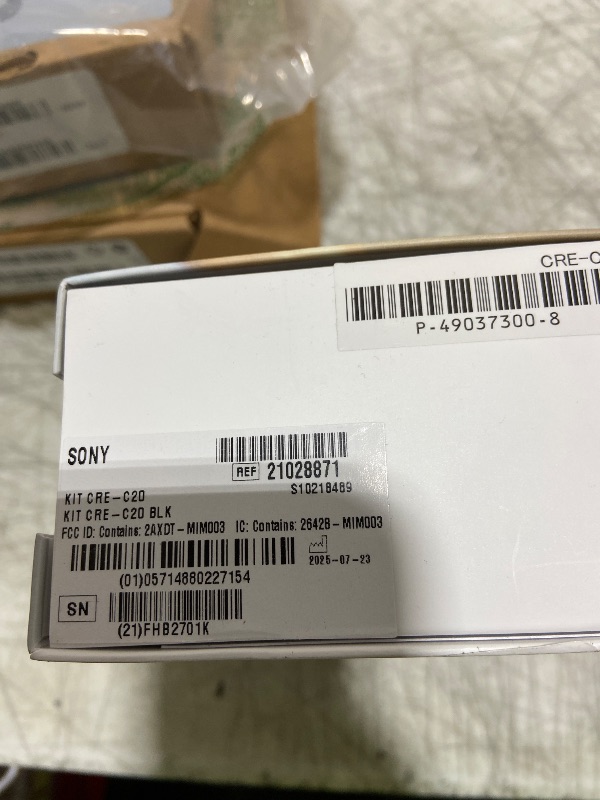 CRE-C
P-49037300-8
SONY
REF 21028871
S10218489
KIT CRE-C20
KIT CRE-C20 BLK
FCC ID: Contains: 2AXDT-MIM003 IC: Contains: 26428-MIM003
2025-07-23
(01)05714880227154
SN
(21)FHB2701K